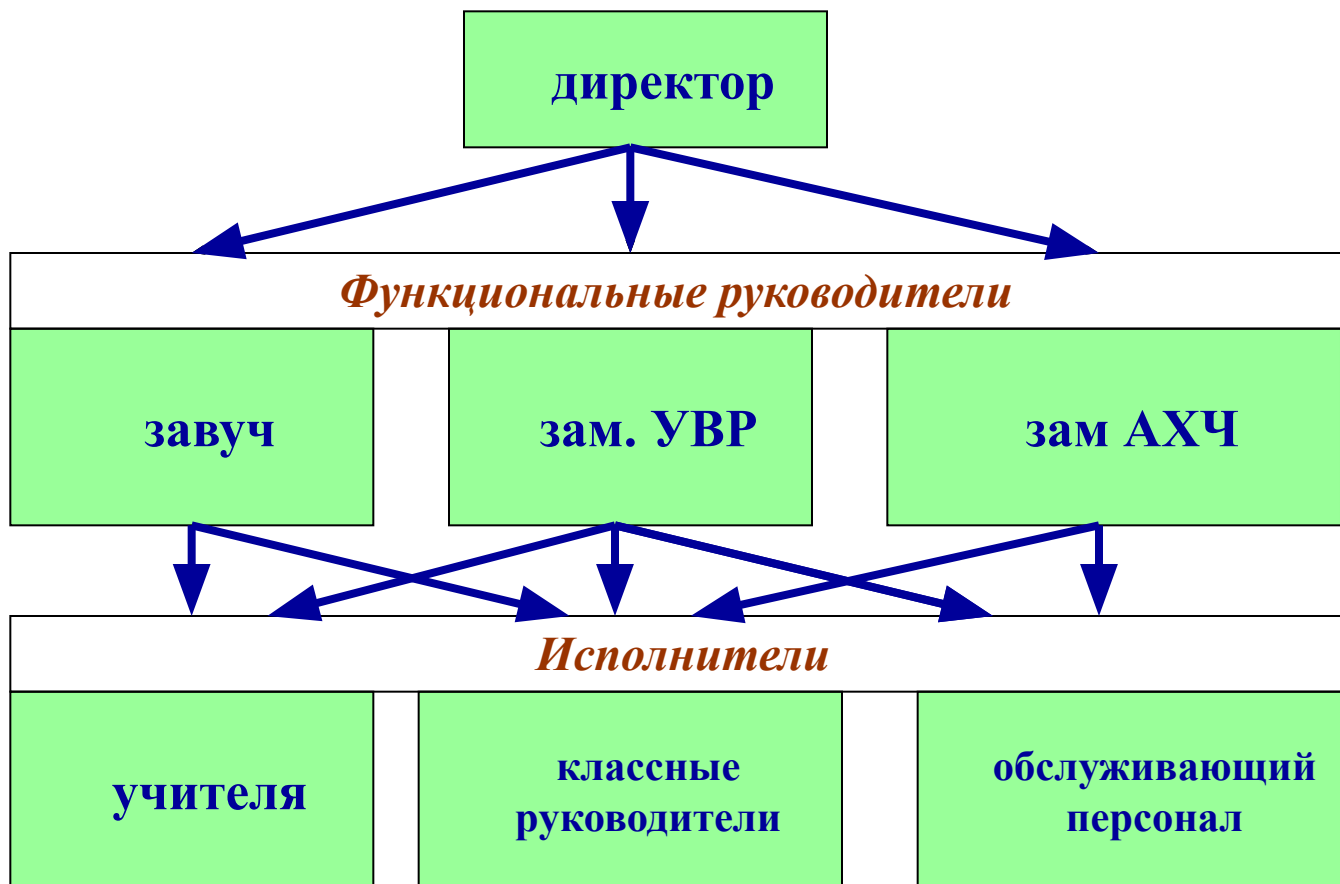 директор
Функциональные руководители
завуч
зам. УВР
зам АХЧ
Исполнители
учителя
классные
руководители
обслуживающий
персонал